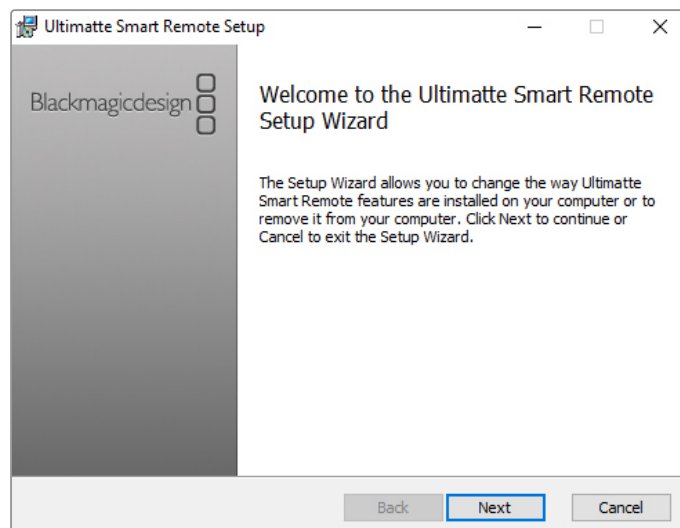 Ultimatte Smart Remote Setup
Blackmagicdesign
Welcome to the Ultimatte Smart Remote
Setup Wizard
The Setup Wizard allows you to change the way Ultimatte
Smart Remote features are installed on your computer or to
remove it from your computer. Click Next to continue or
Cancel to exit the Setup Wizard.
Back Next Cancel